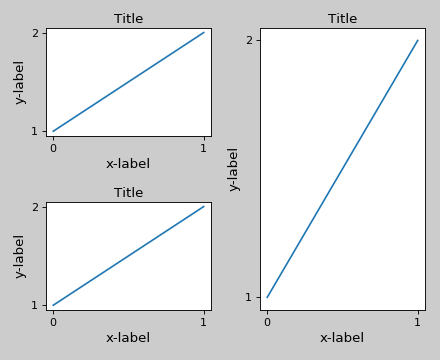 Title
2
y-label
1
0 1
x-label
Title
2
y-label
1
0 1
x-label
Title
2
y-label
1
0 1
x-label